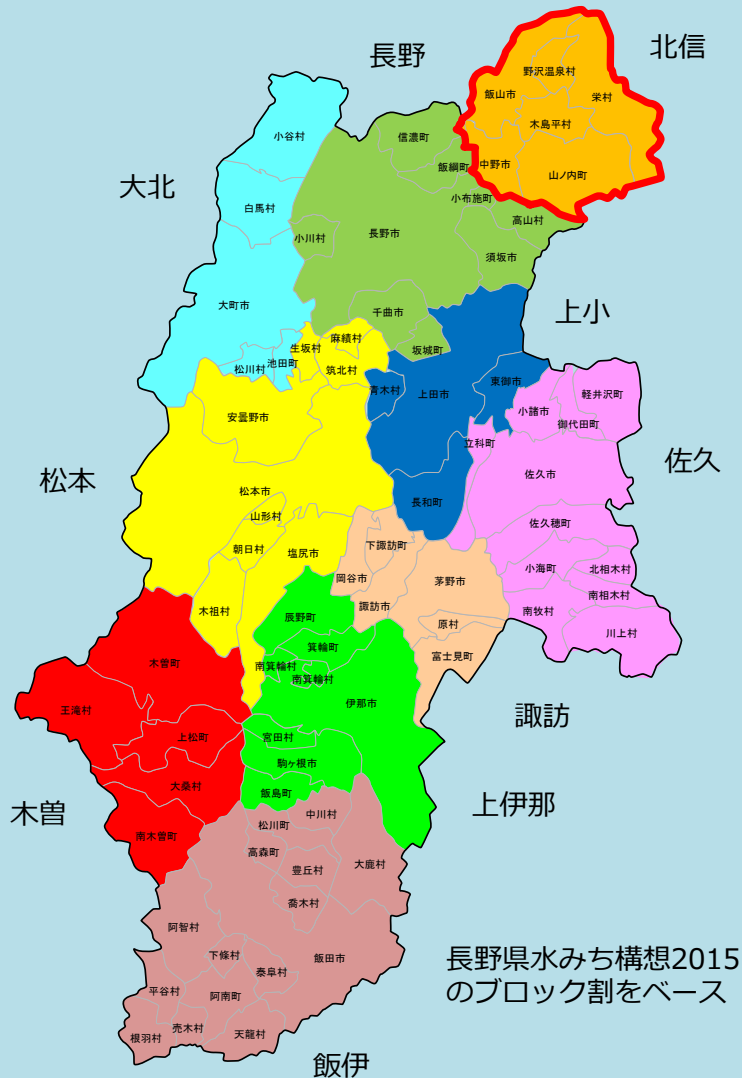 北信
長野
野沢温泉村
飯山市
栄村
木島平村
信濃町
小谷村
飯綱町
中野市
山ノ内町
大北
小布施町
白馬村
高山村
小川村
長野市
須坂市
大町市
千曲市
上小
麻績村
生坂村
坂城町
池田町
松川村
筑北村
東御市
青木村
上田市
軽井沢町
小諸市
御代田町
安曇野市
立科町
佐久
松本
佐久市
松本市
長和町
山形村
佐久穂町
朝日村
塩尻市
下諏訪町
小海町
北相木村
岡谷市
茅野市
南相木村
木祖村
諏訪市
南牧村
辰野町
原村
川上村
箕輪町
富士見町
木曽町
南箕輪村
南箕輪村
伊那市
王滝村
諏訪
上松町
宮田村
駒ヶ根市
大桑村
飯島町
木曽
上伊那
中川村
松川町
南木曽町
高森町
大鹿村
豊丘村
喬木村
阿智村
下條村
飯田市
泰阜村
平谷村
阿南町
売木村
根羽村
天龍村
長野県水みち構想2015
のブロック割をベース
飯伊